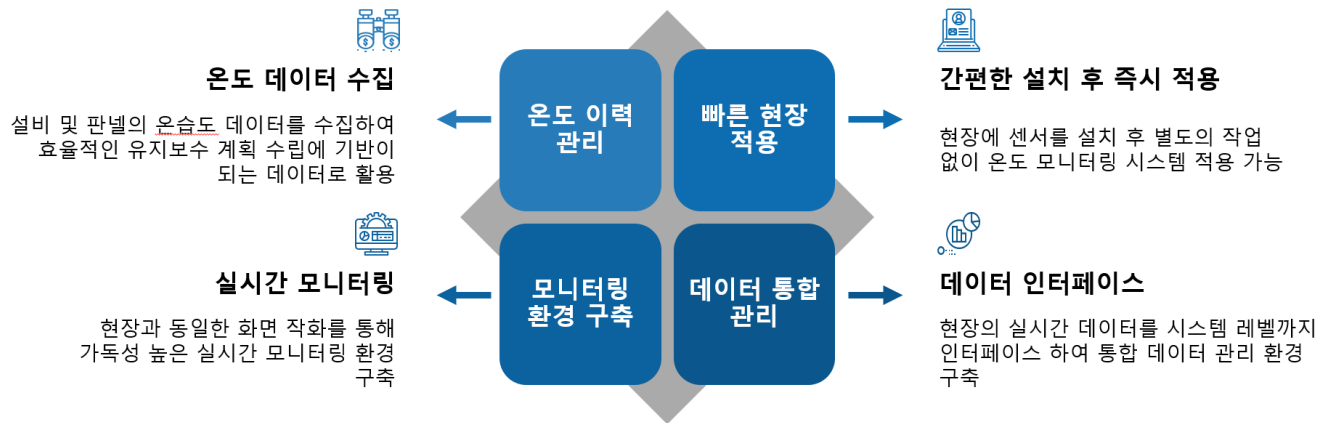 온도 데이터 수집
설비 및 판넬의 온습도 데이터를 수집하여
효율적인 유지보수 계획 수립에 기반이
되는 데이터로 활용
실시간 모니터링
현장과 동일한 화면 작화를 통해
가독성 높은 실시간 모니터링 환경
구축
온도 이력
관리
빠른 현장
적용
모니터링
환경 구축
데이터 통합
관리
간편한 설치 후 즉시 적용
현장에 센서를 설치 후 별도의 작업
없이 온도 모니터링 시스템 적용 가능
데이터 인터페이스
현장의 실시간 데이터를 시스템 레벨까지
인터페이스 하여 통합 데이터 관리 환경
구축